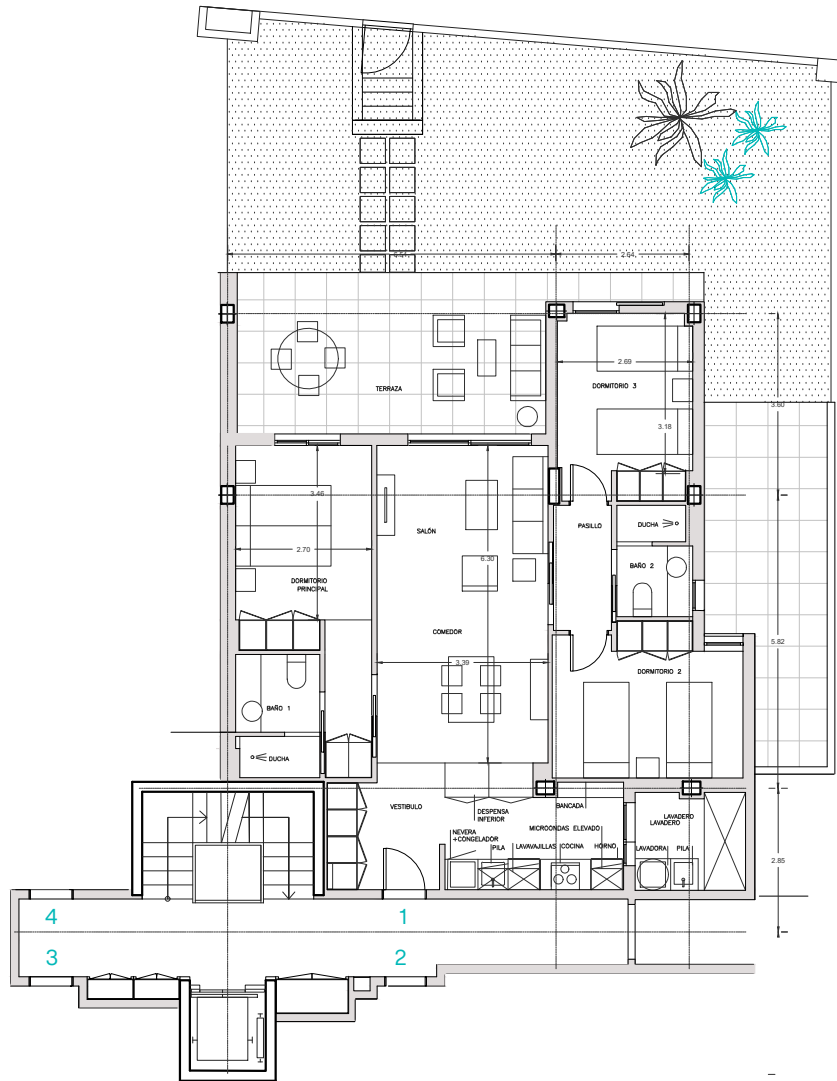 2.64
TERRAZA
2.69
DORMITORIO 3
3.60
3.18
3.46
SALÓN
PASILLO
DUCHA
2.70
6.30
BAÑO 2
DORMITORIO
PRINCIPAL
COMEDOR
5.82
3.39
DORMITORIO 2
BAÑO 1
DUCHA
VESTIBULO
DESPENSA
INFERIOR
BANCADA
LAVADERO
LAVADERO
NEVERA
+CONGELADOR
MICROONDAS ELEVADO
PILA
LAVAVAJILLAS
COCINA
HORNO
LAVADORA
PILA
2.85
4
1
3
2